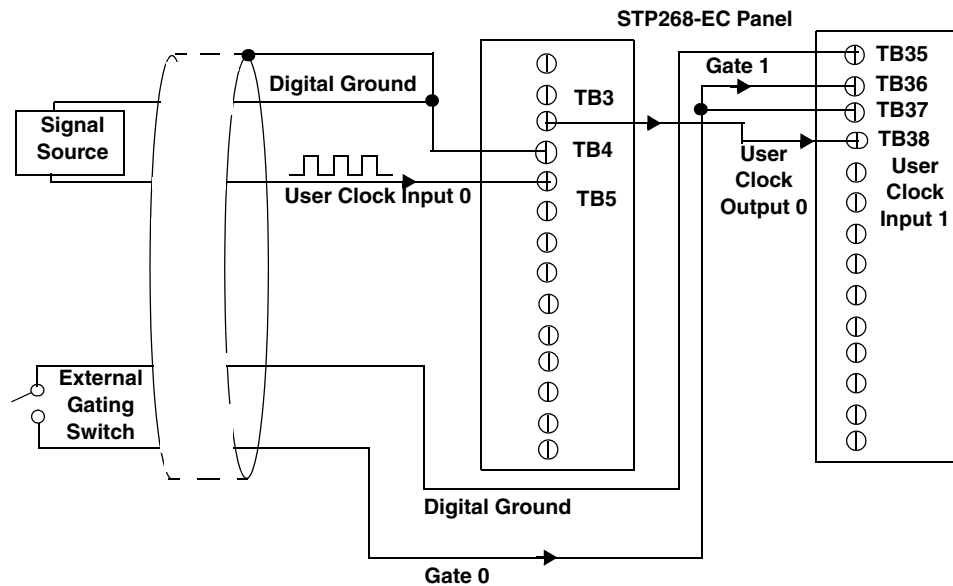 STP268-EC Panel
Digital Ground
Signal
Source
User Clock Input 0
TB3
TB4
TB5
Gate 1
User
Clock
Output 0
TB35
TB36
TB37
TB38
User
Clock
Input 1
External
Gating
Switch
Digital Ground
Gate 0